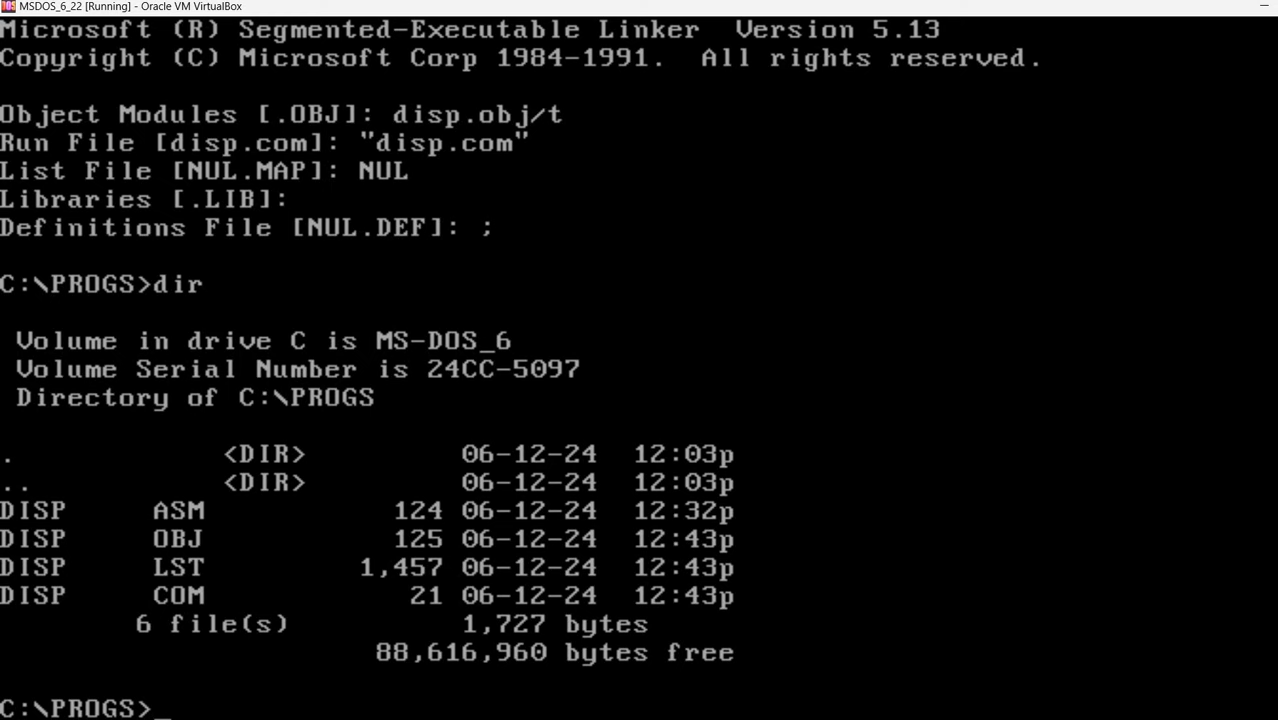 MSDOS_6_22 [Running] - Oracle VM VirtualBox
Microsoft (R) Segmented-Executable Linker  Version 5.13
Copyright (C) Microsoft Corp 1984-1991.  All rights reserved.
Object Modules [.OBJ]: disp.obj/t
Run File [disp.com]: "disp.com"
List File [NUL.MAP]: NUL
Libraries [.LIB]:
Definitions File [NUL.DEF]: ;
C:\PROGS>dir
Volume in drive C is MS-DOS_6
Volume Serial Number is 24CC-5097
Directory of C:\PROGS
.            <DIR>         06-12-24  12:03p
..           <DIR>         06-12-24  12:03p
DISP     ASM           124 06-12-24  12:32p
DISP     OBJ           125 06-12-24  12:43p
DISP     LST         1,457 06-12-24  12:43p
DISP     COM            21 06-12-24  12:43p
6 file(s)          1,727 bytes
88,616,960 bytes free
C:\PROGS>_